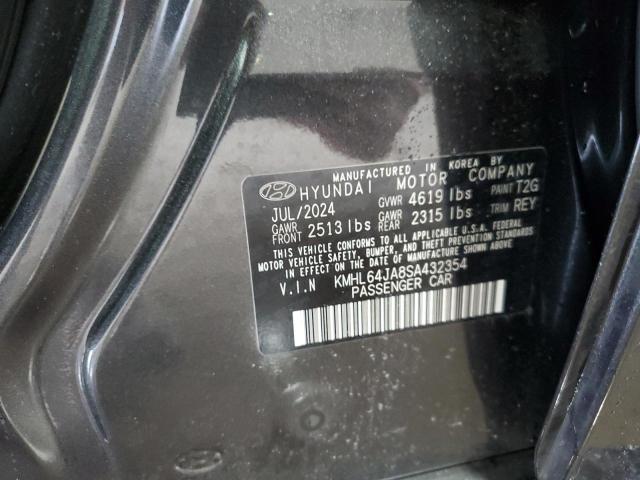 MANUFACTURED IN KOREA BY
HYUNDAI MOTOR COMPANY
JUL/2024 GVWR 4619 lbs PAINT T2G
GAWR FRONT 2513 lbs GAWR REAR 2315 lbs TRIM REY
THIS VEHICLE CONFORMS TO ALL APPLICABLE U.S.A. FEDERAL
MOTOR VEHICLE SAFETY, BUMPER, AND THEFT PREVENTION STANDARDS
IN EFFECT ON THE DATE OF MANUFACTURE SHOWN ABOVE.
V.I.N KMHL64JA8SA432354
PASSENGER CAR